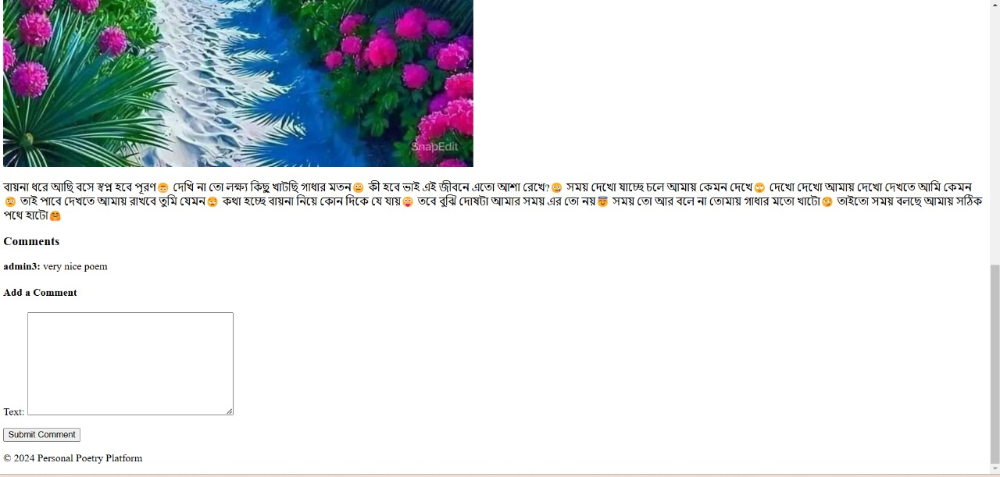 SnapEdit
বায়না ধরে আছি বসে স্বপ্ন হবে পূরণ🙃 দেখি না তো লক্ষ্য কিছু খাটছি গাধার মতন😐 কী হবে ভাই এই জীবনে এতো আশা রেখে?🤐 সময় দেখো যাচ্ছে চলে আমায় কেমন দেখে🙄 দেখো দেখো আমায় দেখো দেখতে আমি কেমন
😳 তাই পাবে দেখতে আমায় রাখবে তুমি যেমন😧 কথা হচ্ছে বায়না নিয়ে কোন দিকে যে যায়😜 তবে বুঝি দোষটা আমার সময় এর তো নয়😇 সময় তো আর বলে না তোমায় গাধার মতো খাটো😏 তাইতো সময় বলছে আমায় সঠিক
পথে হাটো🤗
Comments
admin3: very nice poem
Add a Comment
Text:
Submit Comment
© 2024 Personal Poetry Platform